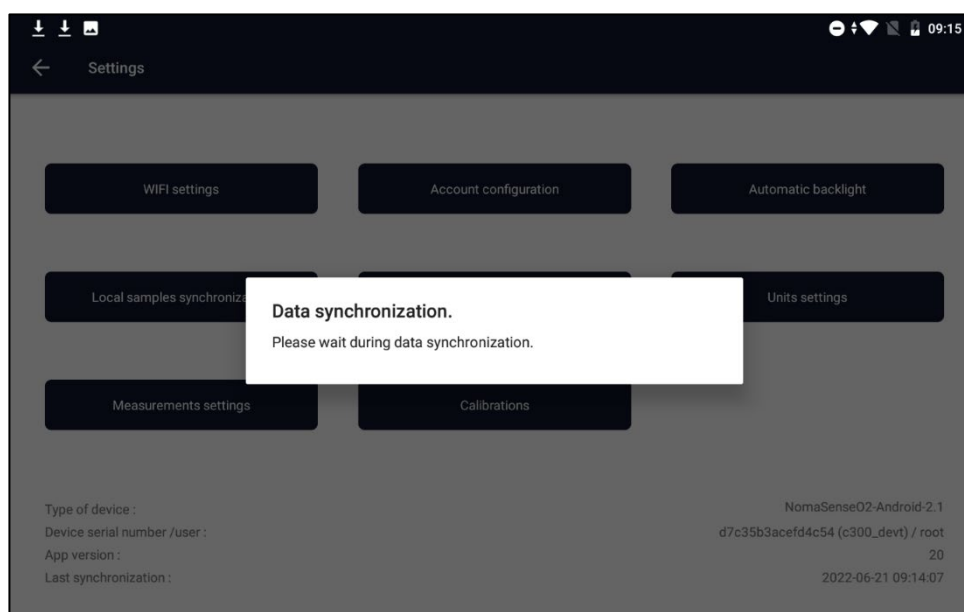 09:15
Settings
WIFI settings
Account configuration
Automatic backlight
Local samples synchroniza
Units settings
Data synchronization.
Please wait during data synchronization.
Measurements settings
Calibrations
Type of device :
NomaSenseO2-Android-2.1
Device serial number /user :
d7c35b3acefd4c54 (c300_devt) / root
App version :
20
Last synchronization :
2022-06-21 09:14:07